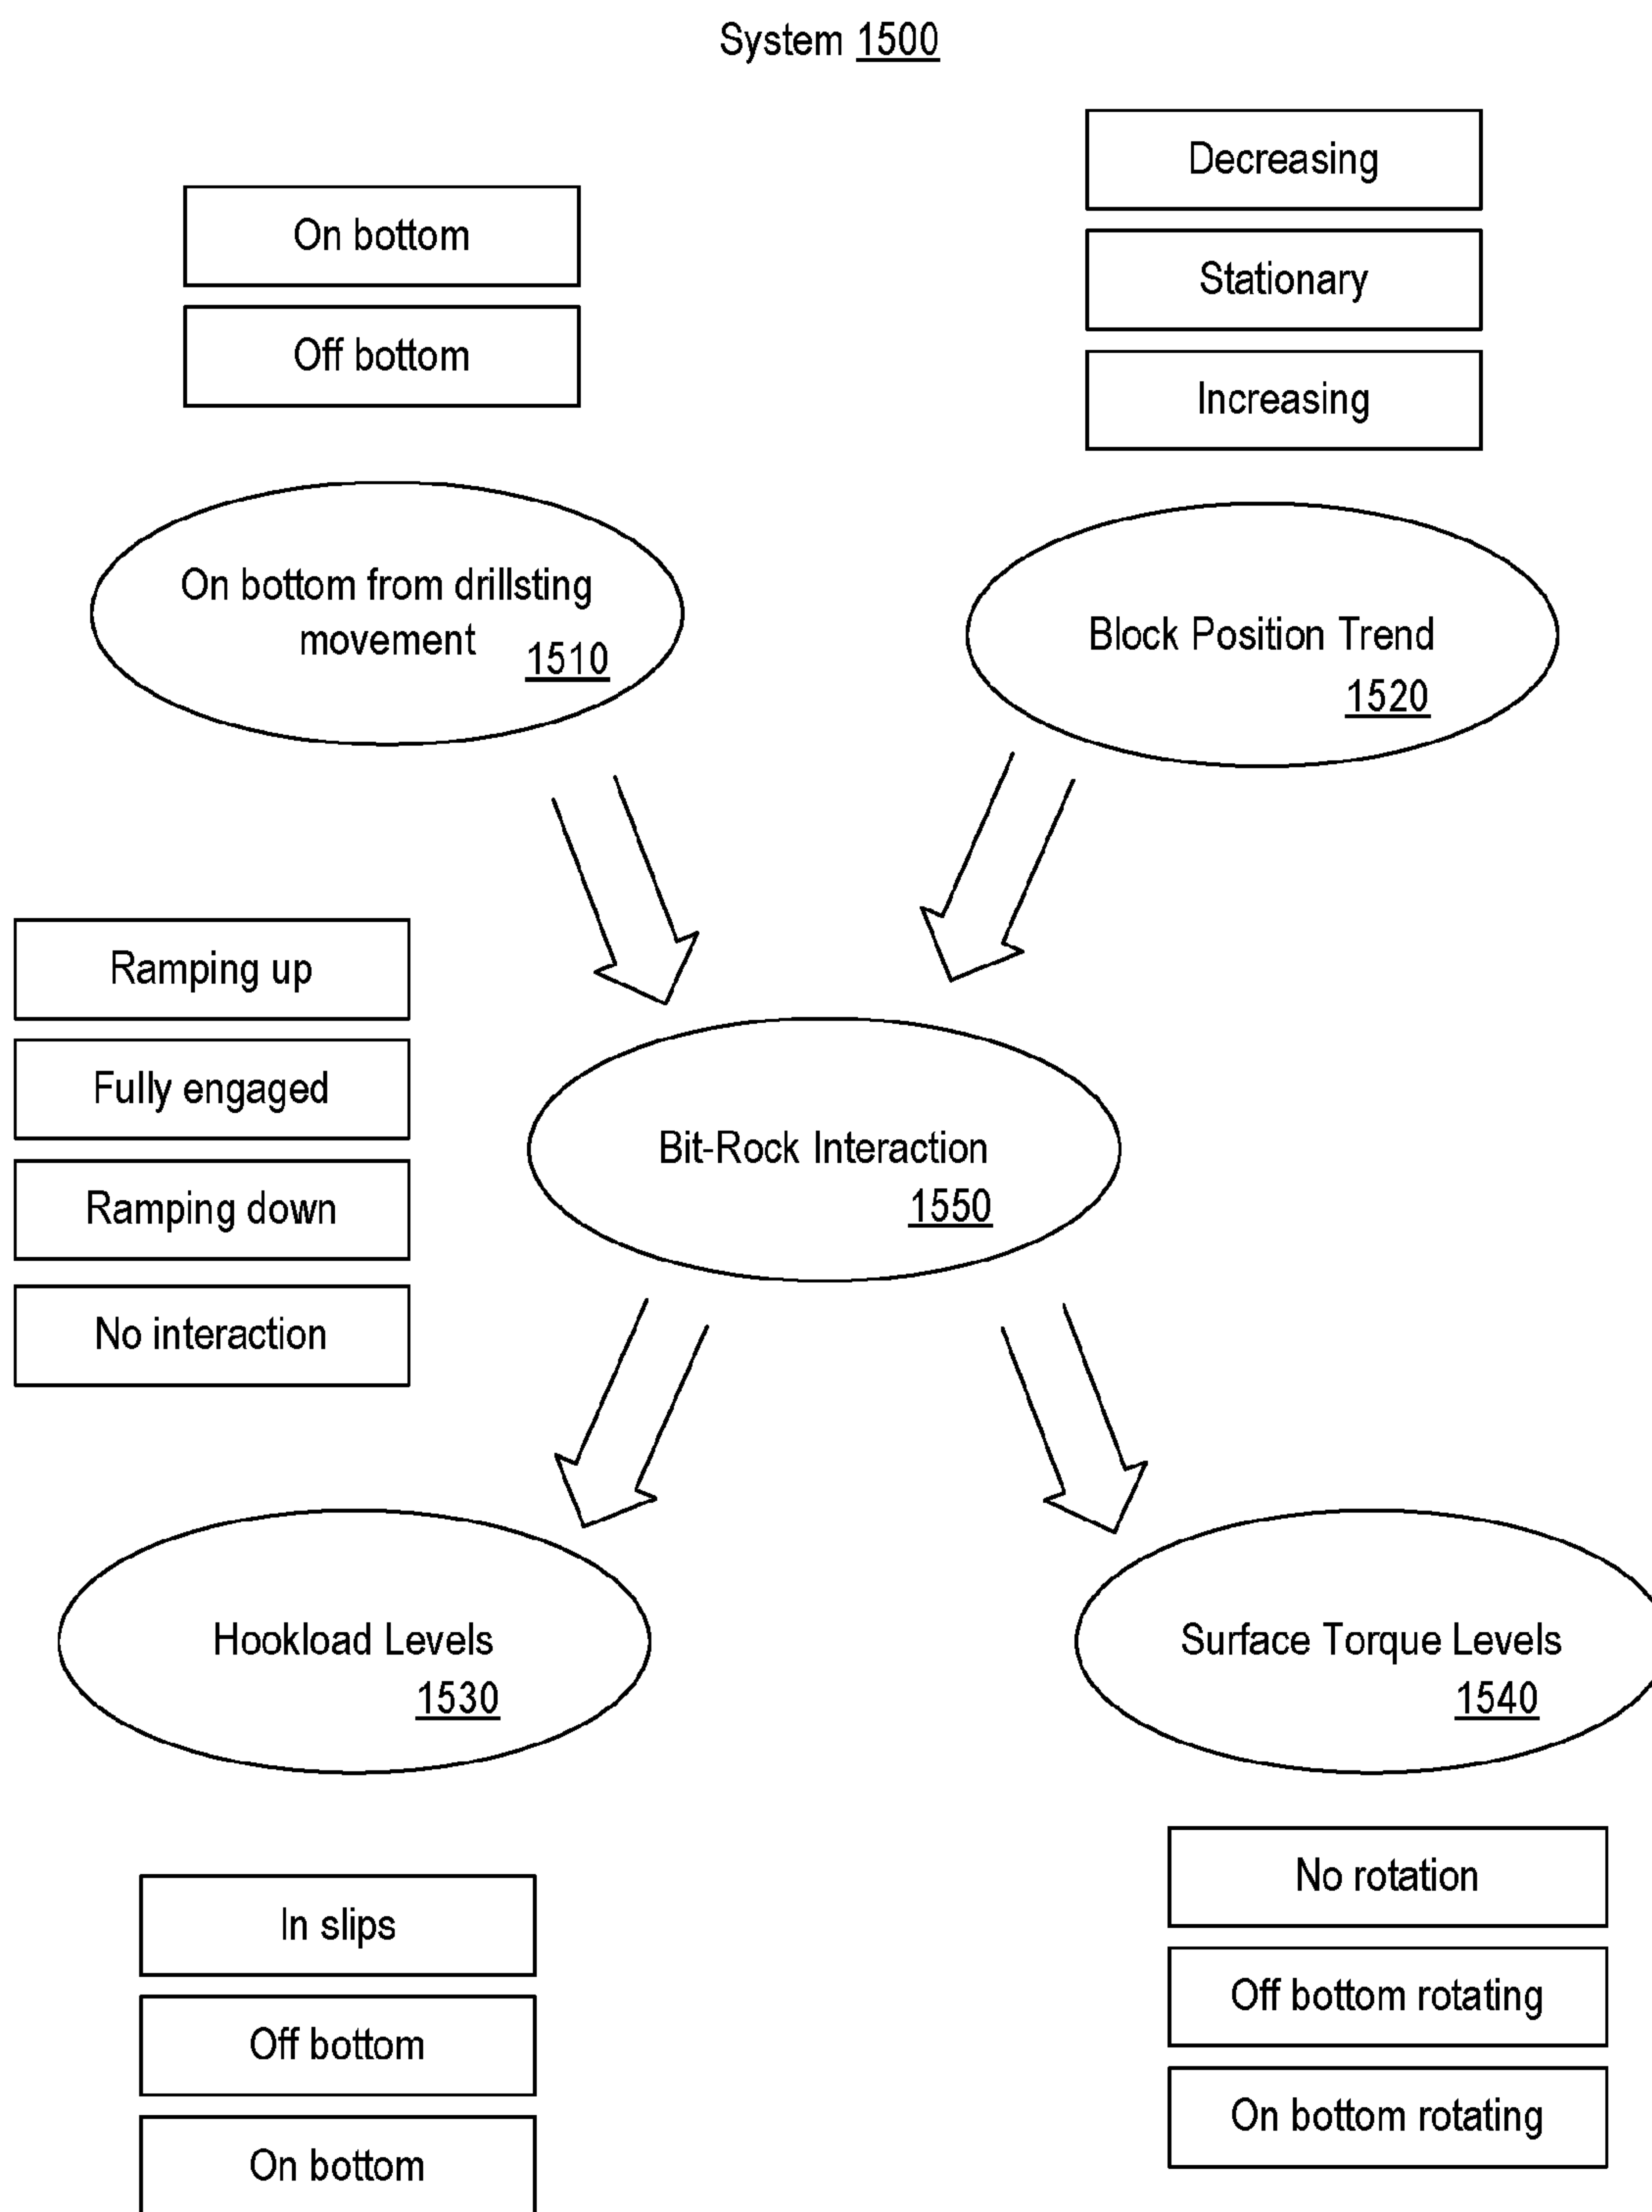 System 1500
On bottom
Off bottom
Decreasing
Stationary
Increasing
On bottom from drillsting
movement
1510
Block Position Trend
1520
Ramping up
Fully engaged
Ramping down
No interaction
Bit-Rock Interaction
1550
Hookload Levels
1530
Surface Torque Levels
1540
In slips
Off bottom
On bottom
No rotation
Off bottom rotating
On bottom rotating